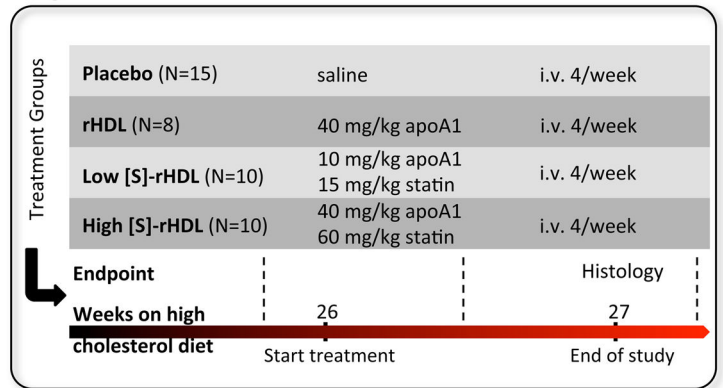 Treatment Groups
Placebo (N=15) saline i.v. 4/week
rHDL (N=8) 40 mg/kg apoA1 i.v. 4/week
Low [S]-rHDL (N=10) 10 mg/kg apoA1 i.v. 4/week
15 mg/kg statin
High [S]-rHDL (N=10) 40 mg/kg apoA1 i.v. 4/week
60 mg/kg statin
Endpoint Histology
Weeks on high 26 27
cholesterol diet
Start treatment End of study